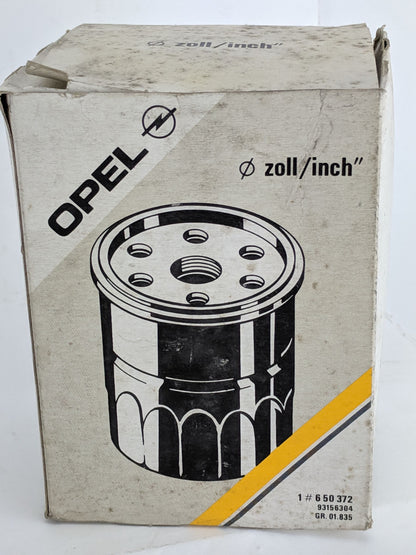 Ø zoll/inch"
OPEL
Ø zoll/inch"
1 # 6 50 372
93156304
GR. 01.835